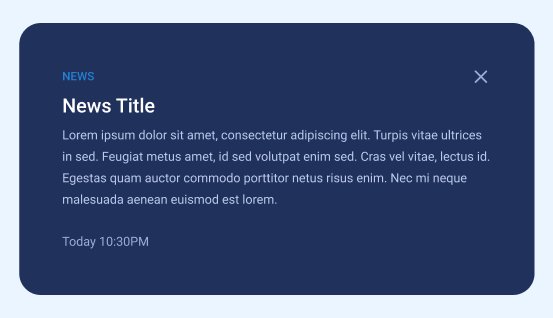 NEWS
News Title
Lorem ipsum dolor sit amet, consectetur adipiscing elit. Turpis vitae ultrices
in sed. Feugiat metus amet, id sed volutpat enim sed. Cras vel vitae, lectus id.
Egestas quam auctor commodo porttitor netus risus enim. Nec mi neque
malesuada aenean euismod est lorem.
Today 10:30PM